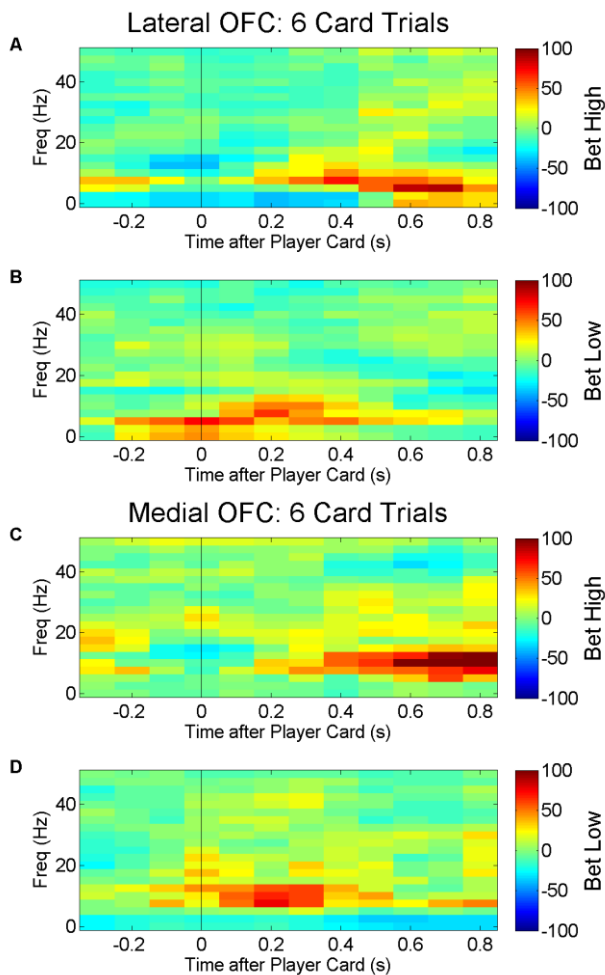 Lateral OFC: 6 Card Trials
A
Freq (Hz)
40
20
0
-0.2 0 0.2 0.4 0.6 0.8
Time after Player Card (s)
100
50
0
-50
-100
Bet High
B
Freq (Hz)
40
20
0
-0.2 0 0.2 0.4 0.6 0.8
Time after Player Card (s)
100
50
0
-50
-100
Bet Low
Medial OFC: 6 Card Trials
C
Freq (Hz)
40
20
0
-0.2 0 0.2 0.4 0.6 0.8
Time after Player Card (s)
100
50
0
-50
-100
Bet High
D
Freq (Hz)
40
20
0
-0.2 0 0.2 0.4 0.6 0.8
Time after Player Card (s)
100
50
0
-50
-100
Bet Low